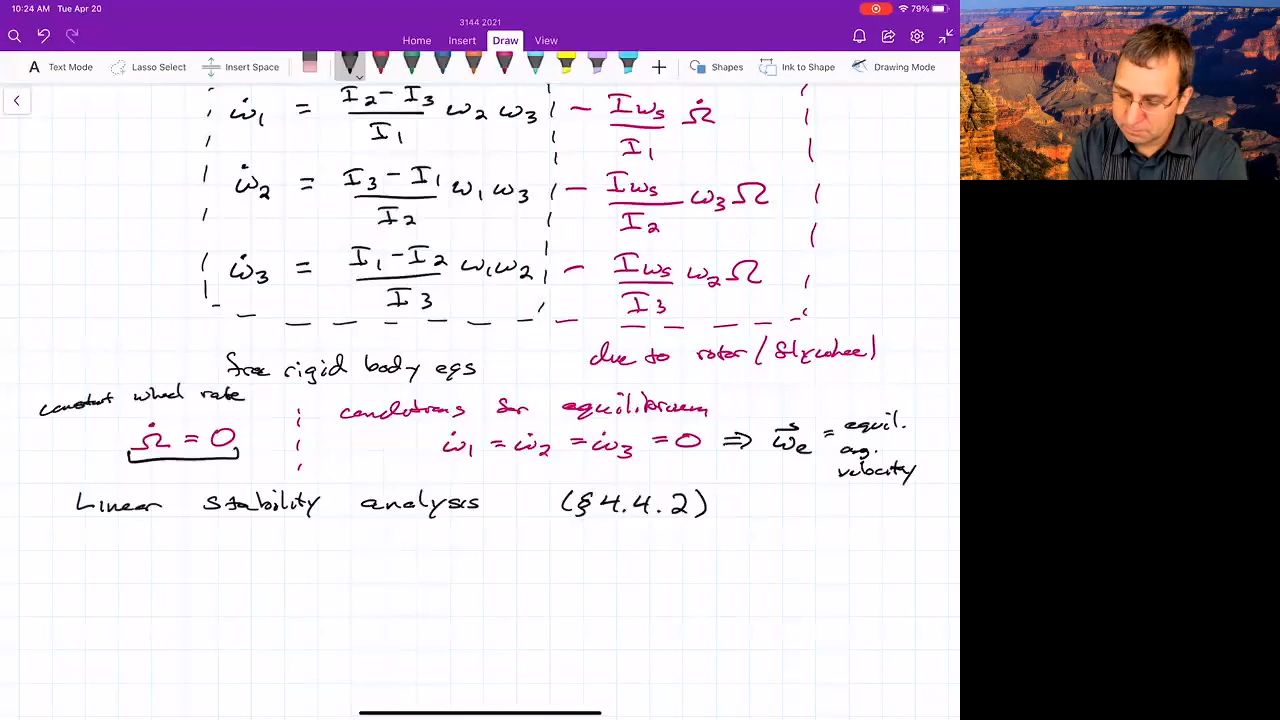 10:24 AM Tue Apr 20
79%
3144 2021
Home Insert Draw View
Text Mode Lasso Select Insert Space Shapes Ink to Shape Drawing Mode
ω̇₁ = (I₂ − I₃)/I₁ ω₂ ω₃ − I_ws/I₁ Ω̇
ω̇₂ = (I₃ − I₁)/I₂ ω₁ ω₃ − I_ws/I₂ ω₃ Ω
ω̇₃ = (I₁ − I₂)/I₃ ω₁ω₂ − I_ws/I₃ ω₂ Ω
free rigid body eqs
due to rotor (flywheel)
constant wheel rate
conditions for equilibrium
Ω̇ = 0
ω̇₁ = ω̇₂ = ω̇₃ = 0 ⇒ ω⃗e = equil. ang. velocity
Linear stability analysis (§ 4.4.2)